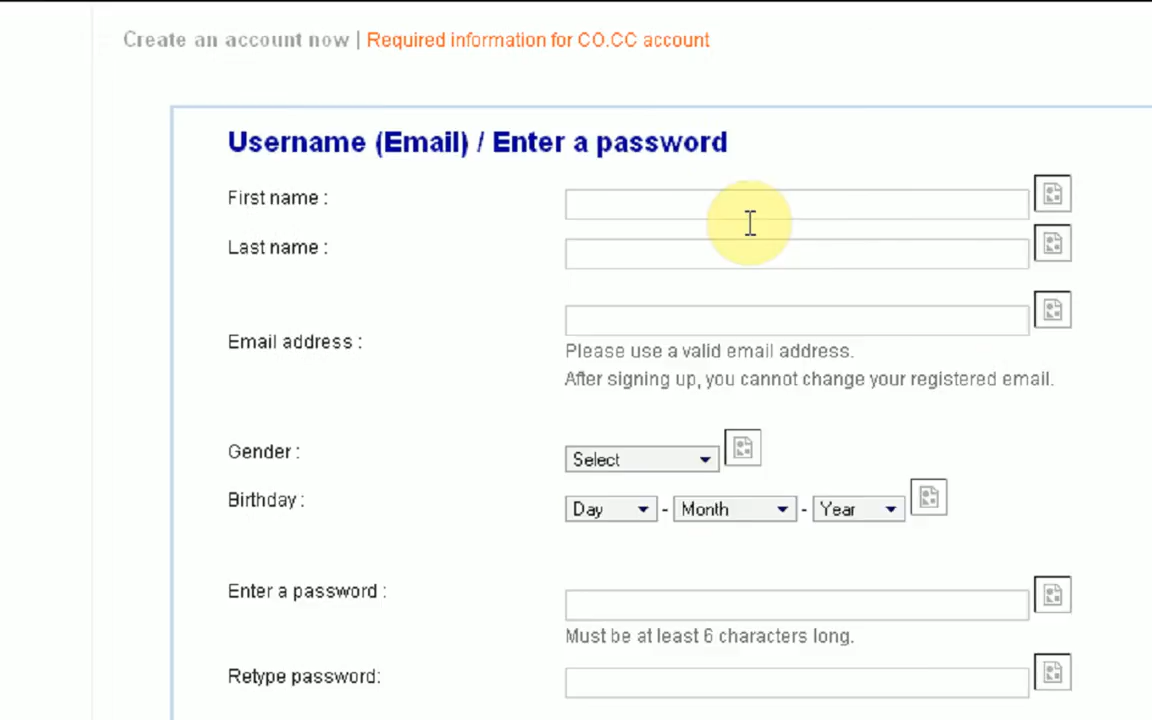 Create an account now | Required information for CO.CC account
Username (Email) / Enter a password
First name :
Last name :
Email address :
Please use a valid email address.
After signing up, you cannot change your registered email.
Gender :
Select
Birthday :
Day - Month - Year
Enter a password :
Must be at least 6 characters long.
Retype password: